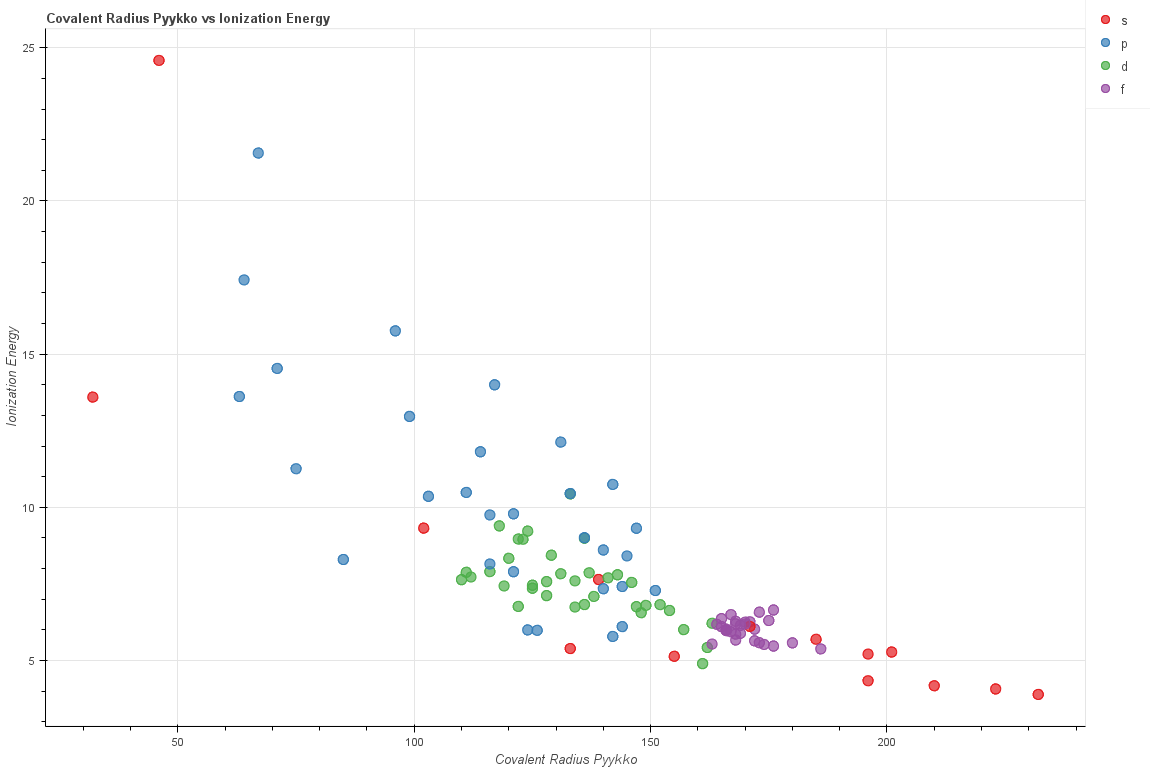 Covalent Radius Pyykko vs Ionization Energy
s
p
d
f
25
20
15
10
5
Ionization Energy
50
100
150
200
Covalent Radius Pyykko